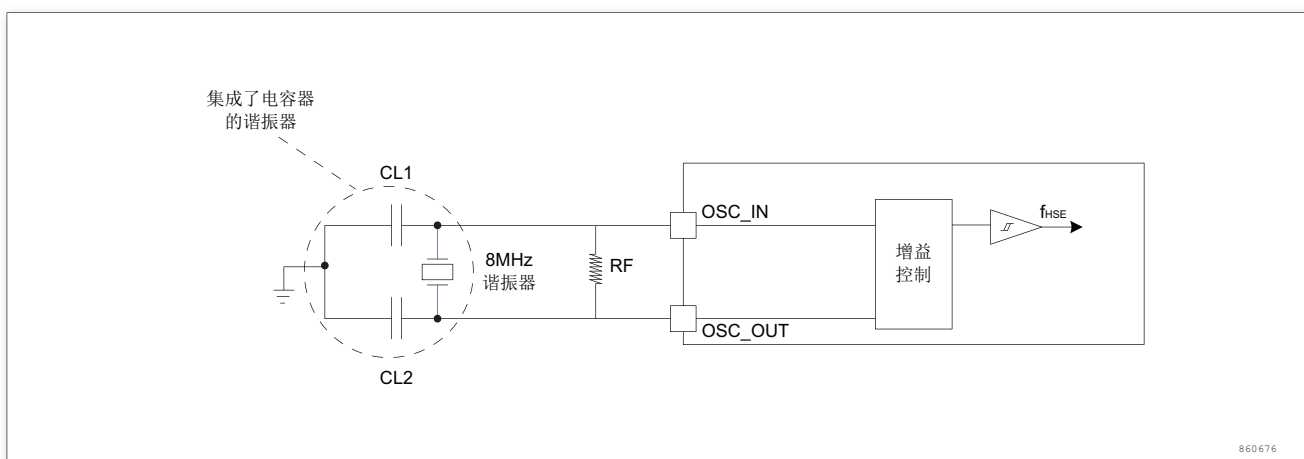 集成了电容器
的谐振器
CL1
OSC_IN
fHSE
8MHz
谐振器
RF
增益
控制
OSC_OUT
CL2
860676